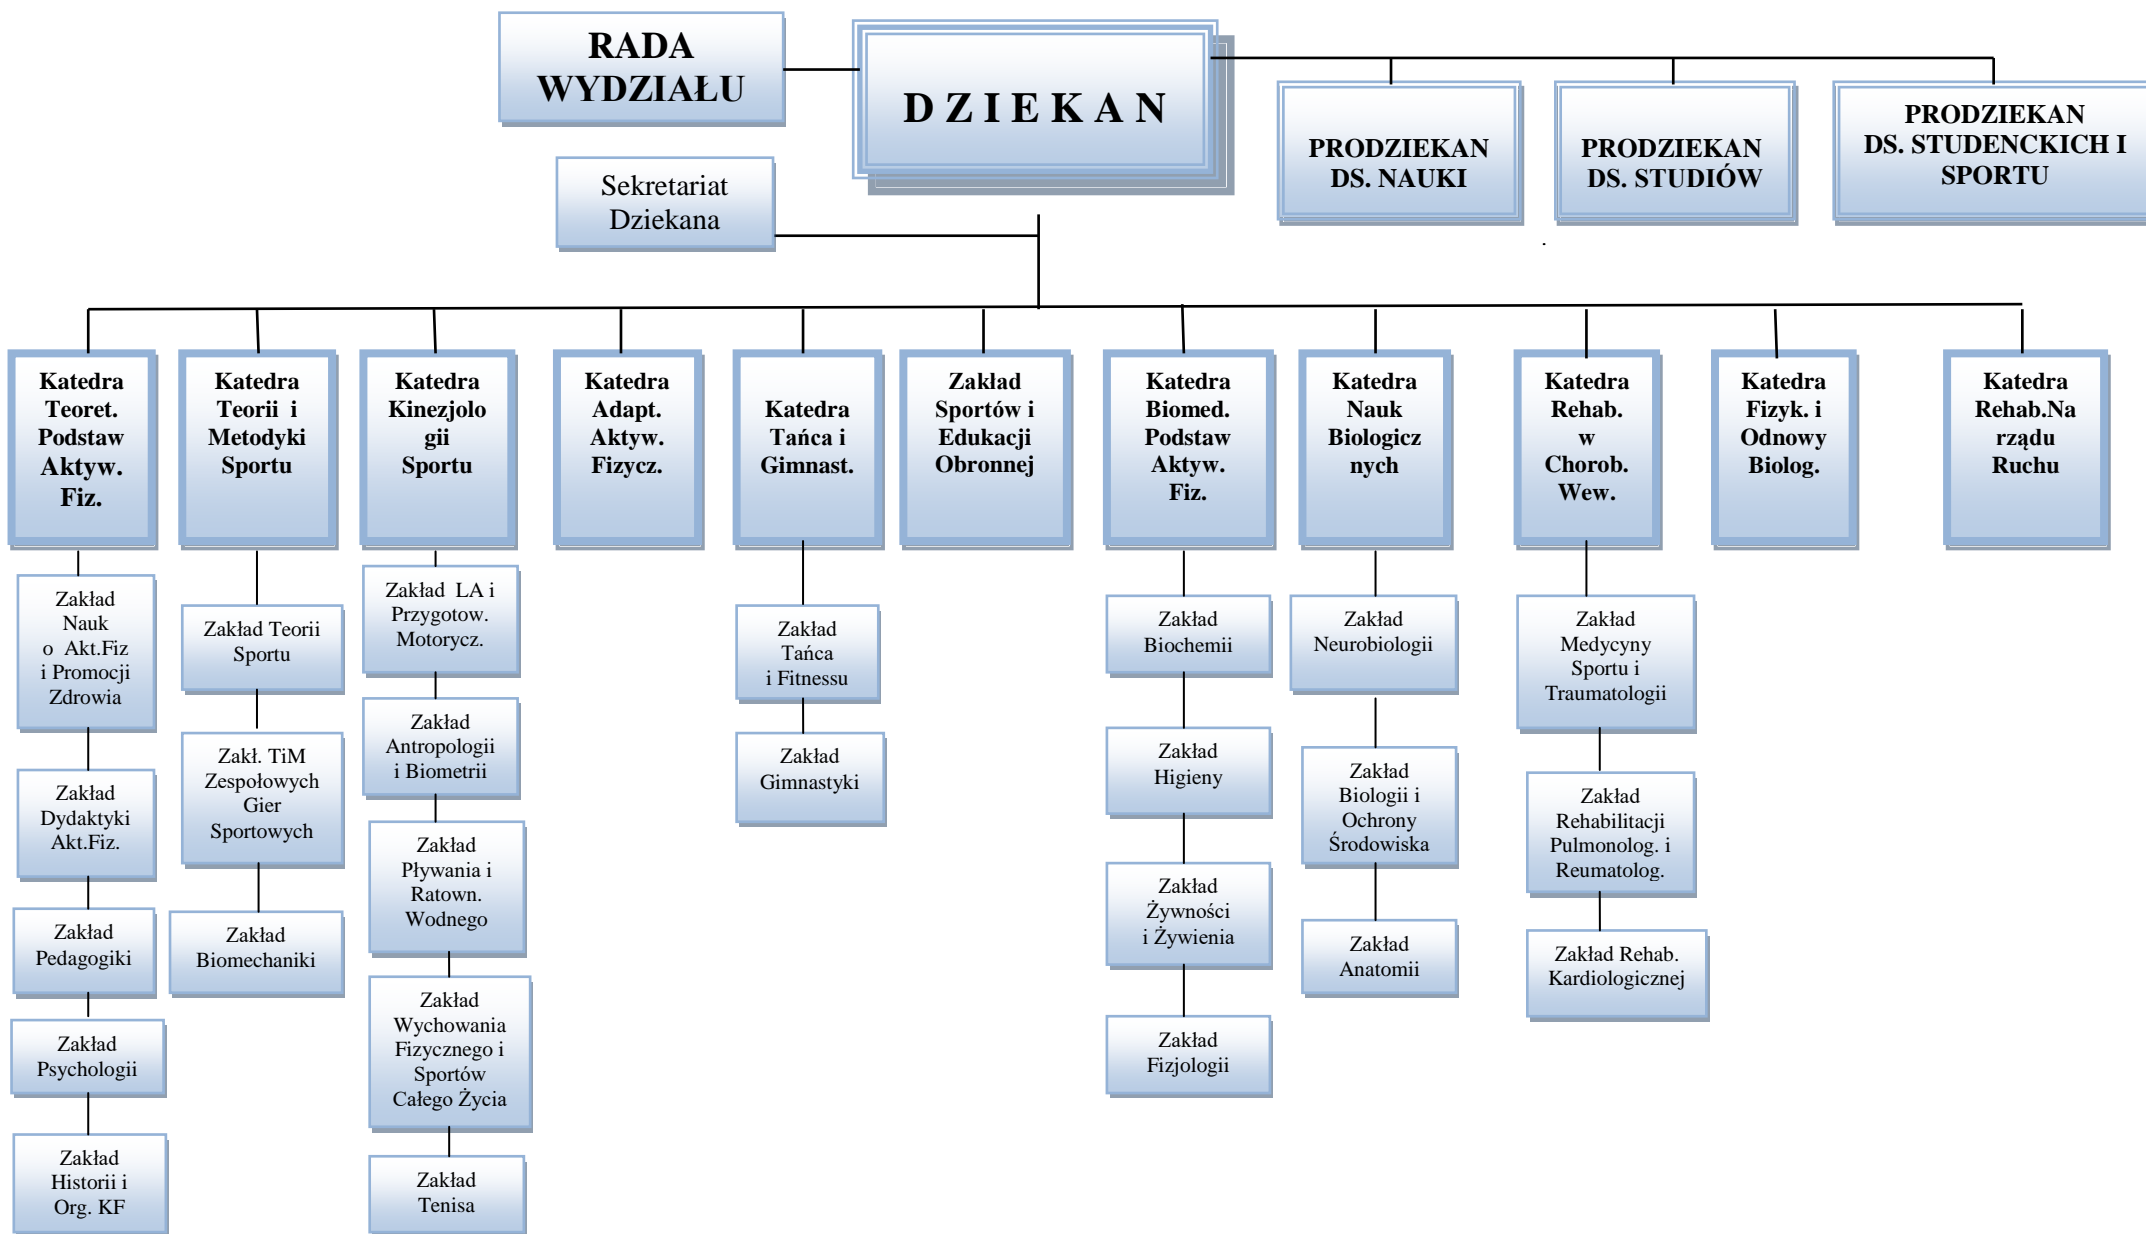 RADA
WYDZIAŁU
D Z I E K A N
PRODZIEKAN
DS. NAUKI
PRODZIEKAN
DS. STUDIÓW
PRODZIEKAN
DS. STUDENCKICH I
SPORTU
Sekretariat
Dziekana
.
Katedra
Teoret.
Podstaw
Aktyw.
Fiz.
Katedra
Teorii i
Metodyki
Sportu
Katedra
Kinezjolo
gii
Sportu
Katedra
Adapt.
Aktyw.
Fizycz.
Katedra
Tańca i
Gimnast.
Zakład
Sportów i
Edukacji
Obronnej
Katedra
Biomed.
Podstaw
Aktyw.
Fiz.
Katedra
Nauk
Biologicz
nych
Katedra
Rehab.
w
Chorob.
Wew.
Katedra
Fizyk. i
Odnowy
Biolog.
Katedra
Rehab.Na
rządu
Ruchu
Zakład
Nauk
o Akt.Fiz
i Promocji
Zdrowia
Zakład
Dydaktyki
Akt.Fiz.
Zakład
Pedagogiki
Zakład
Psychologii
Zakład
Historii i
Org. KF
Zakład Teorii
Sportu
Zakł. TiM
Zespołowych
Gier
Sportowych
Zakład
Biomechaniki
Zakład LA i
Przygotow.
Motorycz.
Zakład
Antropologii
i Biometrii
Zakład
Pływania i
Ratown.
Wodnego
Zakład
Wychowania
Fizycznego i
Sportów
Całego Życia
Zakład
Tenisa
Zakład
Tańca
i Fitnessu
Zakład
Gimnastyki
Zakład
Biochemii
Zakład
Higieny
Zakład
Żywności
i Żywienia
Zakład
Fizjologii
Zakład
Neurobiologii
Zakład
Biologii i
Ochrony
Środowiska
Zakład
Anatomii
Zakład
Medycyny
Sportu i
Traumatologii
Zakład
Rehabilitacji
Pulmonolog. i
Reumatolog.
Zakład Rehab.
Kardiologicznej